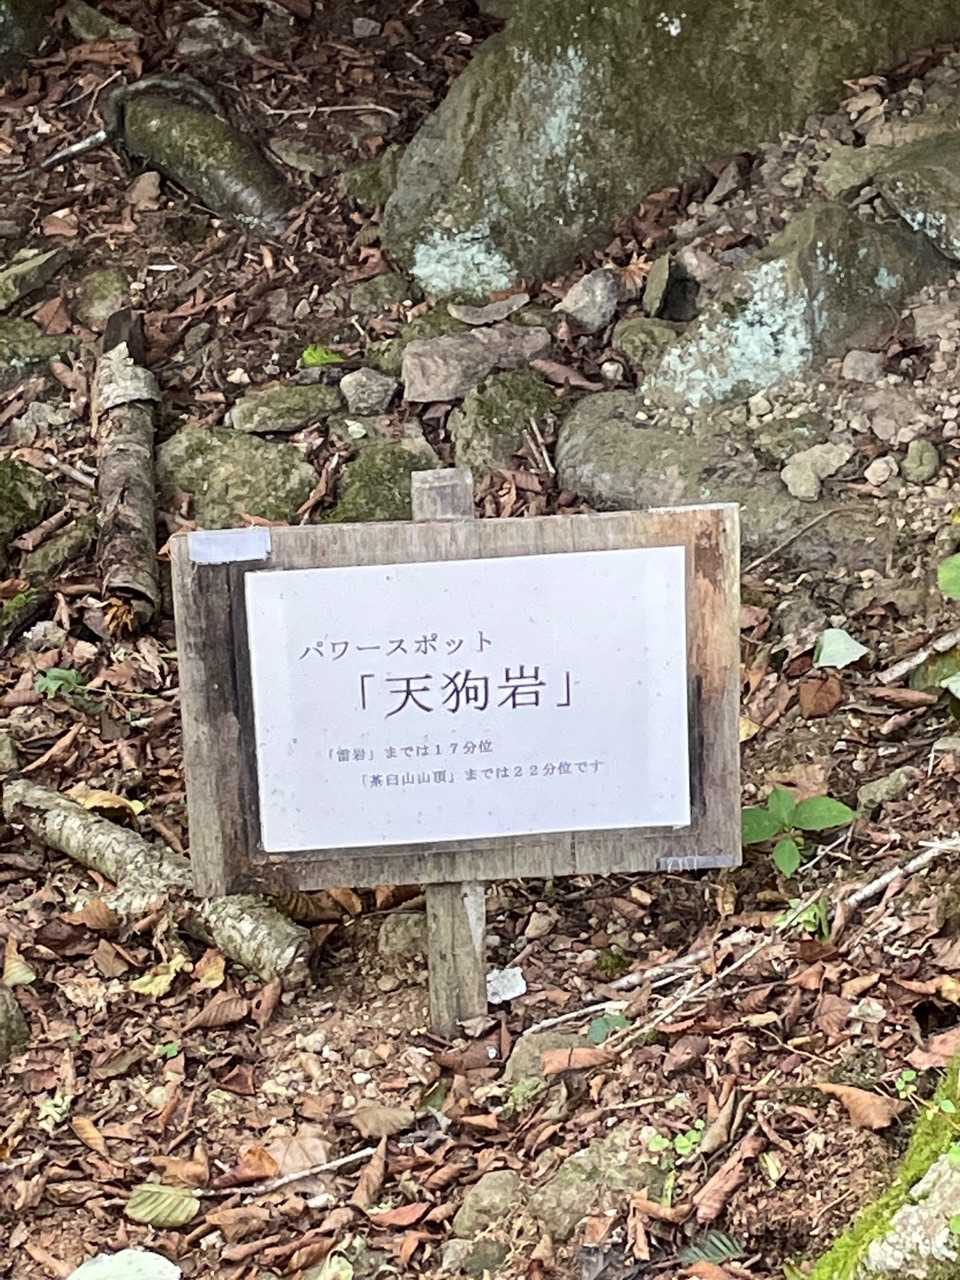 パワースポット
「天狗岩」
「雷岩」までは１７分位
「茶臼山山頂」までは２２分位です